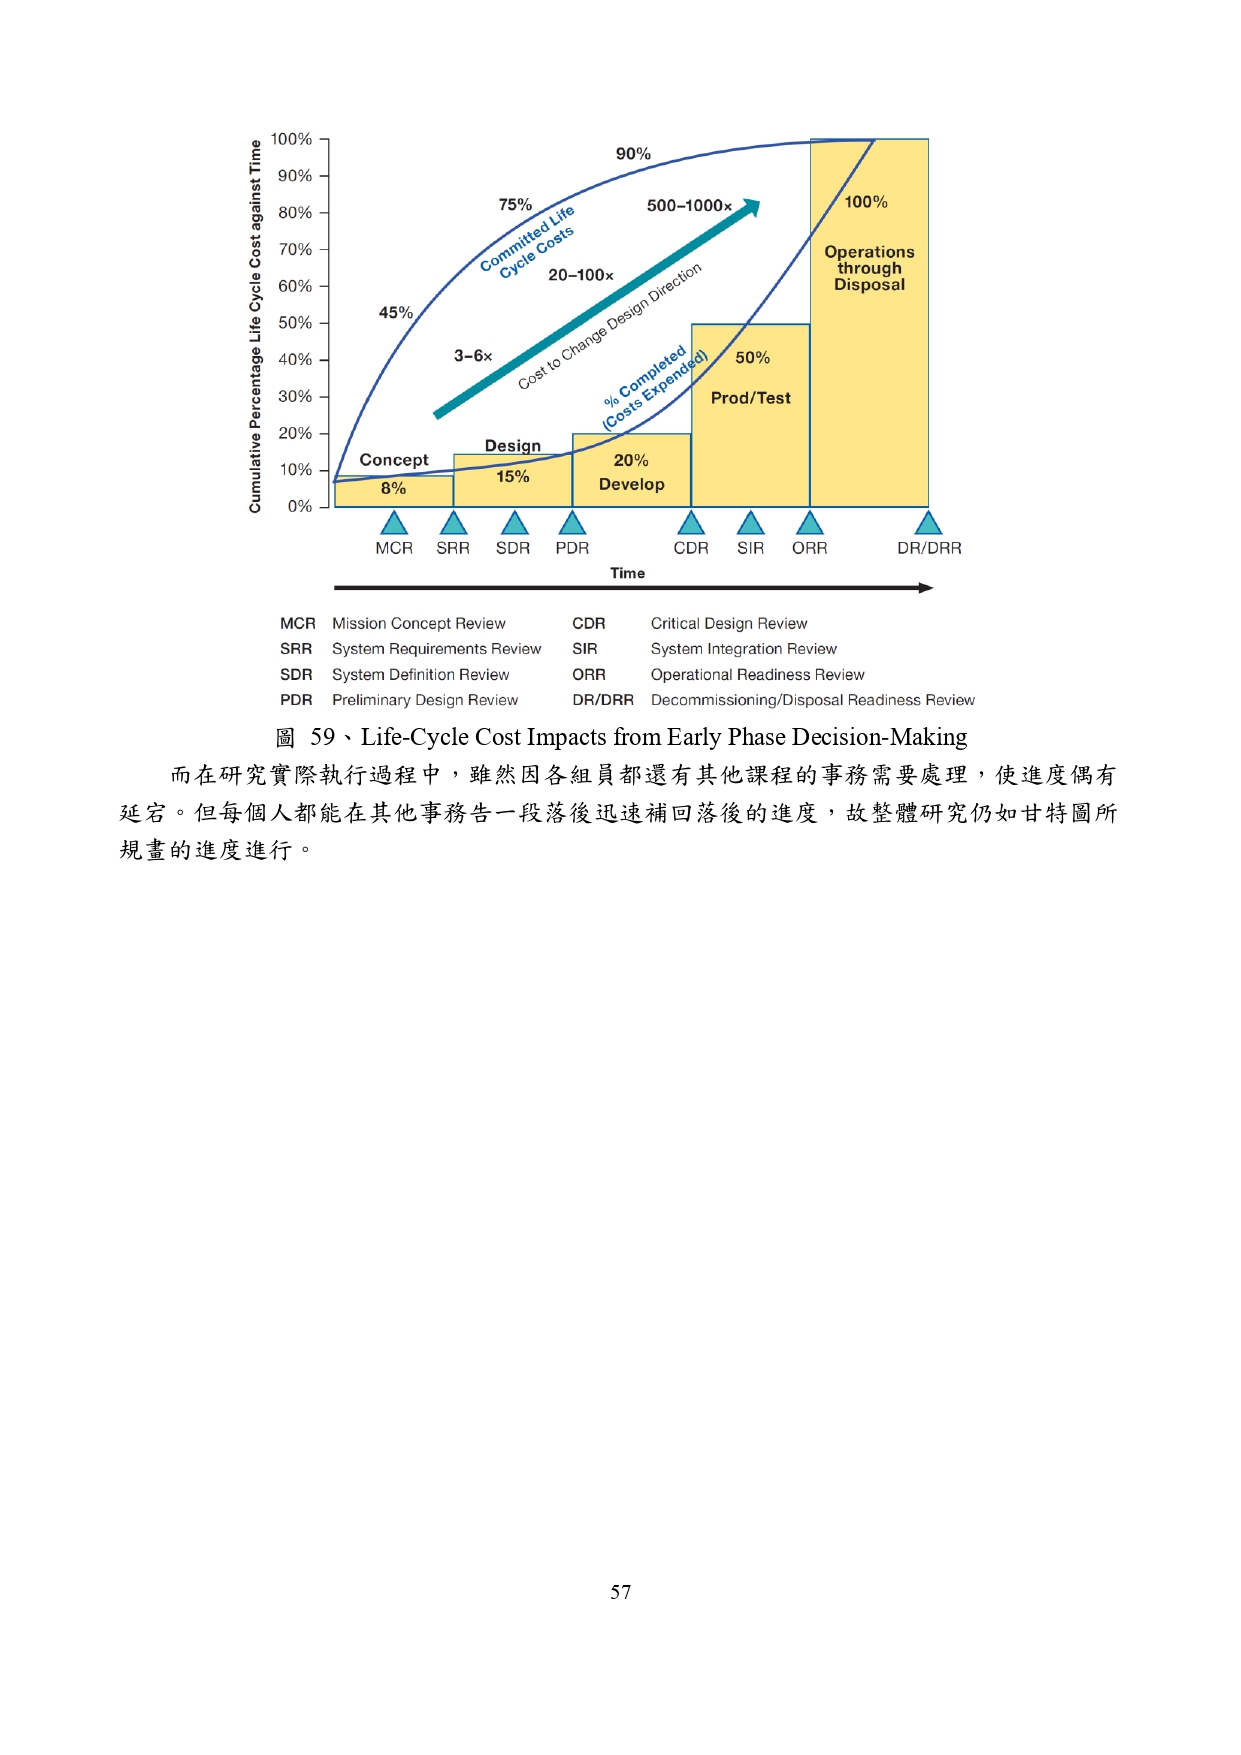 Cumulative Percentage Life Cycle Cost against Time
100%
90%
80%
70%
60%
50%
40%
30%
20%
10%
0%
45%
75%
90%
Committed Life
Cycle Costs
3–6×
20–100×
500–1000×
Cost to Change Design Direction
% Completed
(Costs Expended)
Concept
8%
Design
15%
20%
Develop
50%
Prod/Test
100%
Operations
through
Disposal
MCR SRR SDR PDR CDR SIR ORR DR/DRR
Time
MCR Mission Concept Review CDR Critical Design Review
SRR System Requirements Review SIR System Integration Review
SDR System Definition Review ORR Operational Readiness Review
PDR Preliminary Design Review DR/DRR Decommissioning/Disposal Readiness Review
圖 59、Life-Cycle Cost Impacts from Early Phase Decision-Making
而在研究實際執行過程中，雖然因各組員都還有其他課程的事務需要處理，使進度偶有
延宕。但每個人都能在其他事務告一段落後迅速補回落後的進度，故整體研究仍如甘特圖所
規畫的進度進行。
57